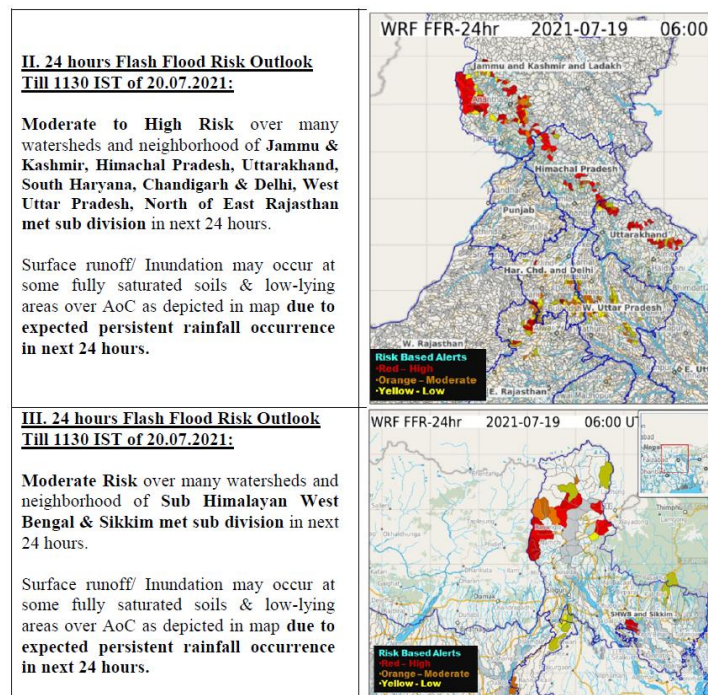 II. 24 hours Flash Flood Risk Outlook
Till 1130 IST of 20.07.2021:
Moderate to High Risk over many
watersheds and neighborhood of Jammu &
Kashmir, Himachal Pradesh, Uttarakhand,
South Haryana, Chandigarh & Delhi, West
Uttar Pradesh, North of East Rajasthan
met sub division in next 24 hours.
Surface runoff/ Inundation may occur at
some fully saturated soils & low-lying
areas over AoC as depicted in map due to
expected persistent rainfall occurrence
in next 24 hours.
WRF FFR-24hr 2021-07-19 06:00
Jammu and Kashmir and Ladakh
Himachal Pradesh
Punjab
Uttarakhand
Har. Chd. and Delhi
W. Uttar Pradesh
W. Rajasthan
E. Rajasthan
Risk Based Alerts
•Red – High
•Orange – Moderate
•Yellow - Low
III. 24 hours Flash Flood Risk Outlook
Till 1130 IST of 20.07.2021:
Moderate Risk over many watersheds and
neighborhood of Sub Himalayan West
Bengal & Sikkim met sub division in next
24 hours.
Surface runoff/ Inundation may occur at
some fully saturated soils & low-lying
areas over AoC as depicted in map due to
expected persistent rainfall occurrence
in next 24 hours.
WRF FFR-24hr 2021-07-19 06:00 UT
Nepal
Thimphu
SHWB and Sikkim
Risk Based Alerts
•Red – High
•Orange – Moderate
•Yellow - Low